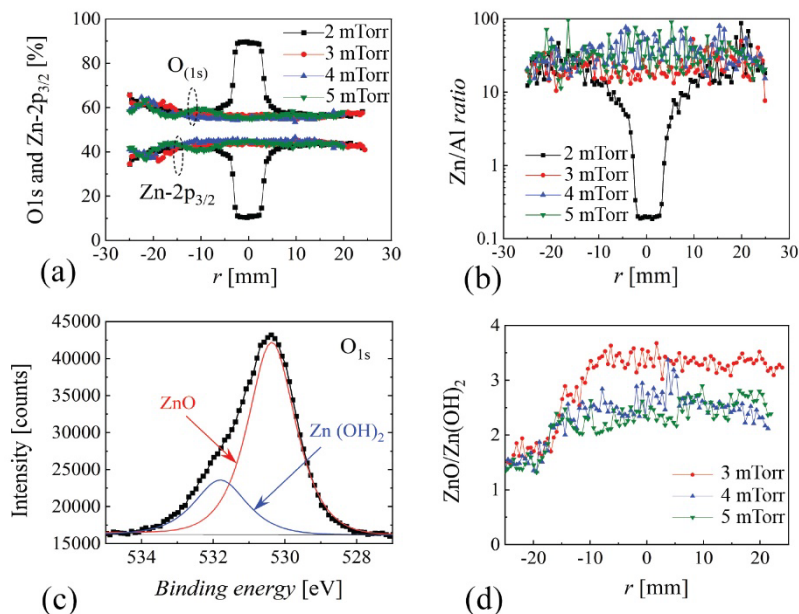 O1s and Zn-2p3/2 [%]
100
80
60
40
20
0
2 mTorr
3 mTorr
4 mTorr
5 mTorr
O(1s)
Zn-2p3/2
-30 -20 -10 0 10 20 30
r [mm]
(a)
Zn/Al ratio
100
10
1
0.1
2 mTorr
3 mTorr
4 mTorr
5 mTorr
-30 -20 -10 0 10 20 30
r [mm]
(b)
Intensity [counts]
45000
40000
35000
30000
25000
20000
15000
O1s
ZnO
Zn (OH)2
534 532 530 528
Binding energy [eV]
(c)
ZnO/Zn(OH)2
4
3
2
1
0
3 mTorr
4 mTorr
5 mTorr
-20 -10 0 10 20
r [mm]
(d)